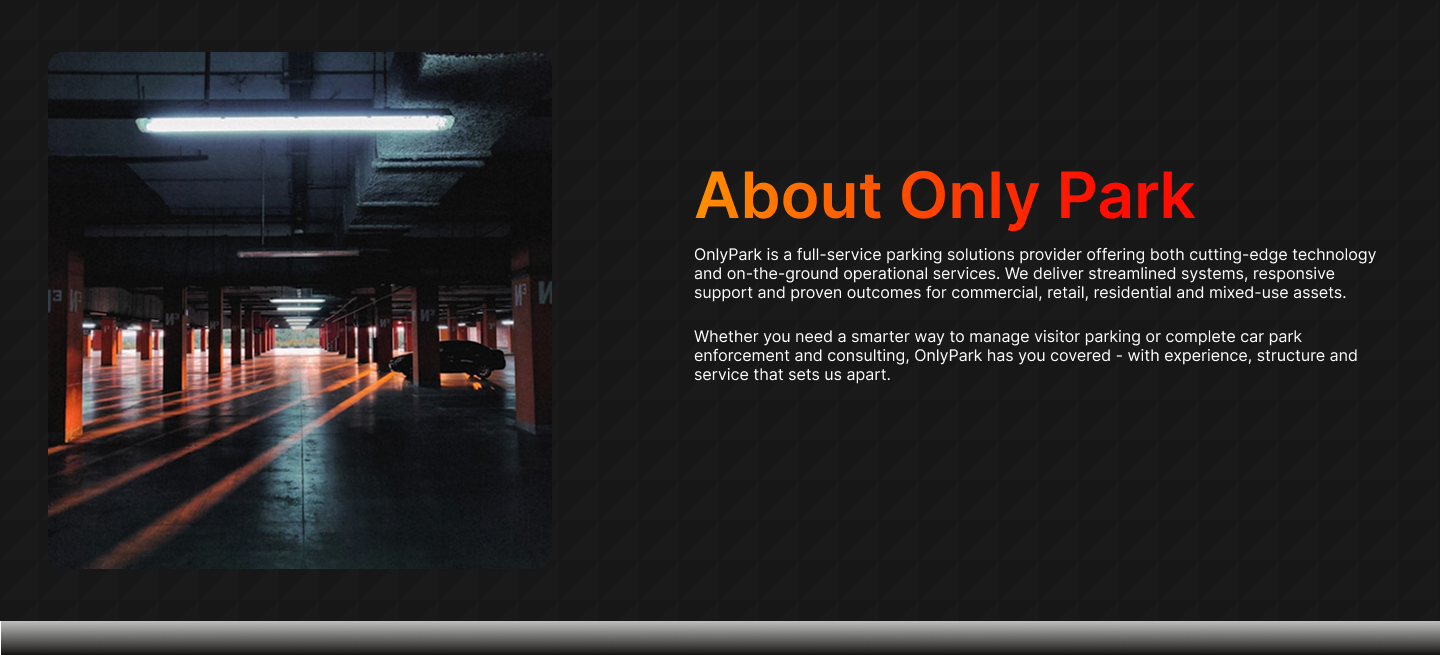 About Only Park
OnlyPark is a full-service parking solutions provider offering both cutting-edge technology
and on-the-ground operational services. We deliver streamlined systems, responsive
support and proven outcomes for commercial, retail, residential and mixed-use assets.
Whether you need a smarter way to manage visitor parking or complete car park
enforcement and consulting, OnlyPark has you covered - with experience, structure and
service that sets us apart.